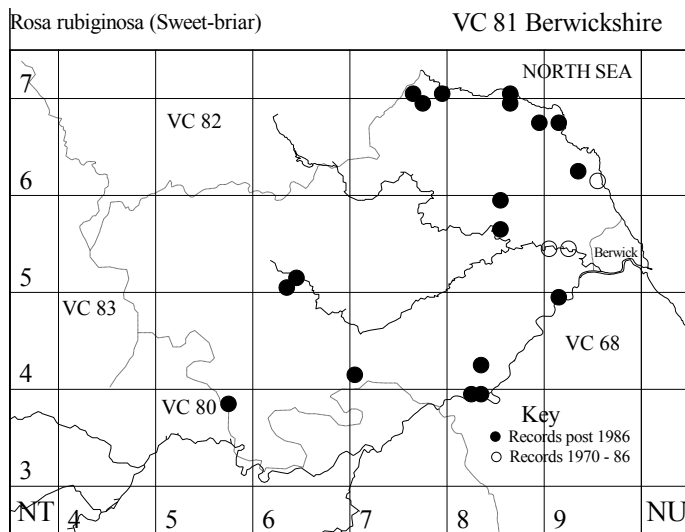 Rosa rubiginosa (Sweet-briar)
VC 81 Berwickshire
NORTH SEA
7
VC 82
6
Berwick
5
VC 83
VC 68
4
VC 80
Key
Records post 1986
Records 1970 - 86
3
NT 4 5 6 7 8 9 NU